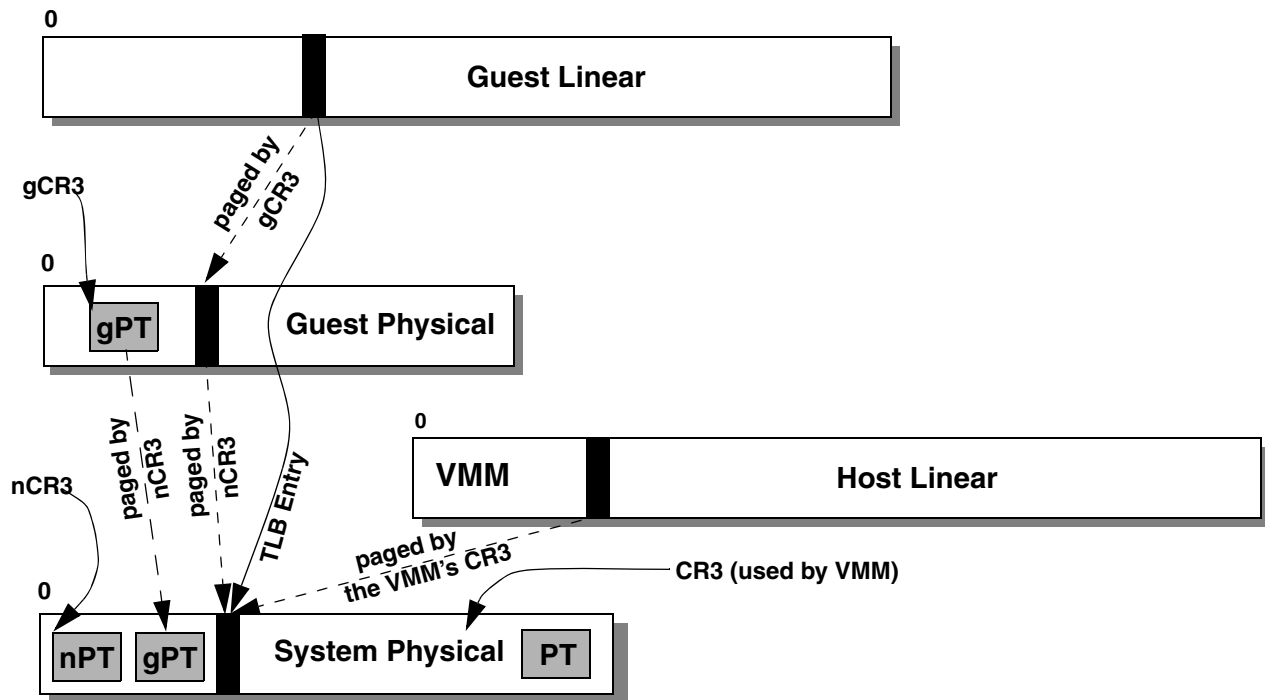 0
Guest Linear
paged by
gCR3
gCR3
0
gPT
Guest Physical
paged by
nCR3
paged by
nCR3
TLB Entry
0
VMM
Host Linear
nCR3
paged by
the VMM's CR3
CR3 (used by VMM)
0
nPT
gPT
System Physical
PT